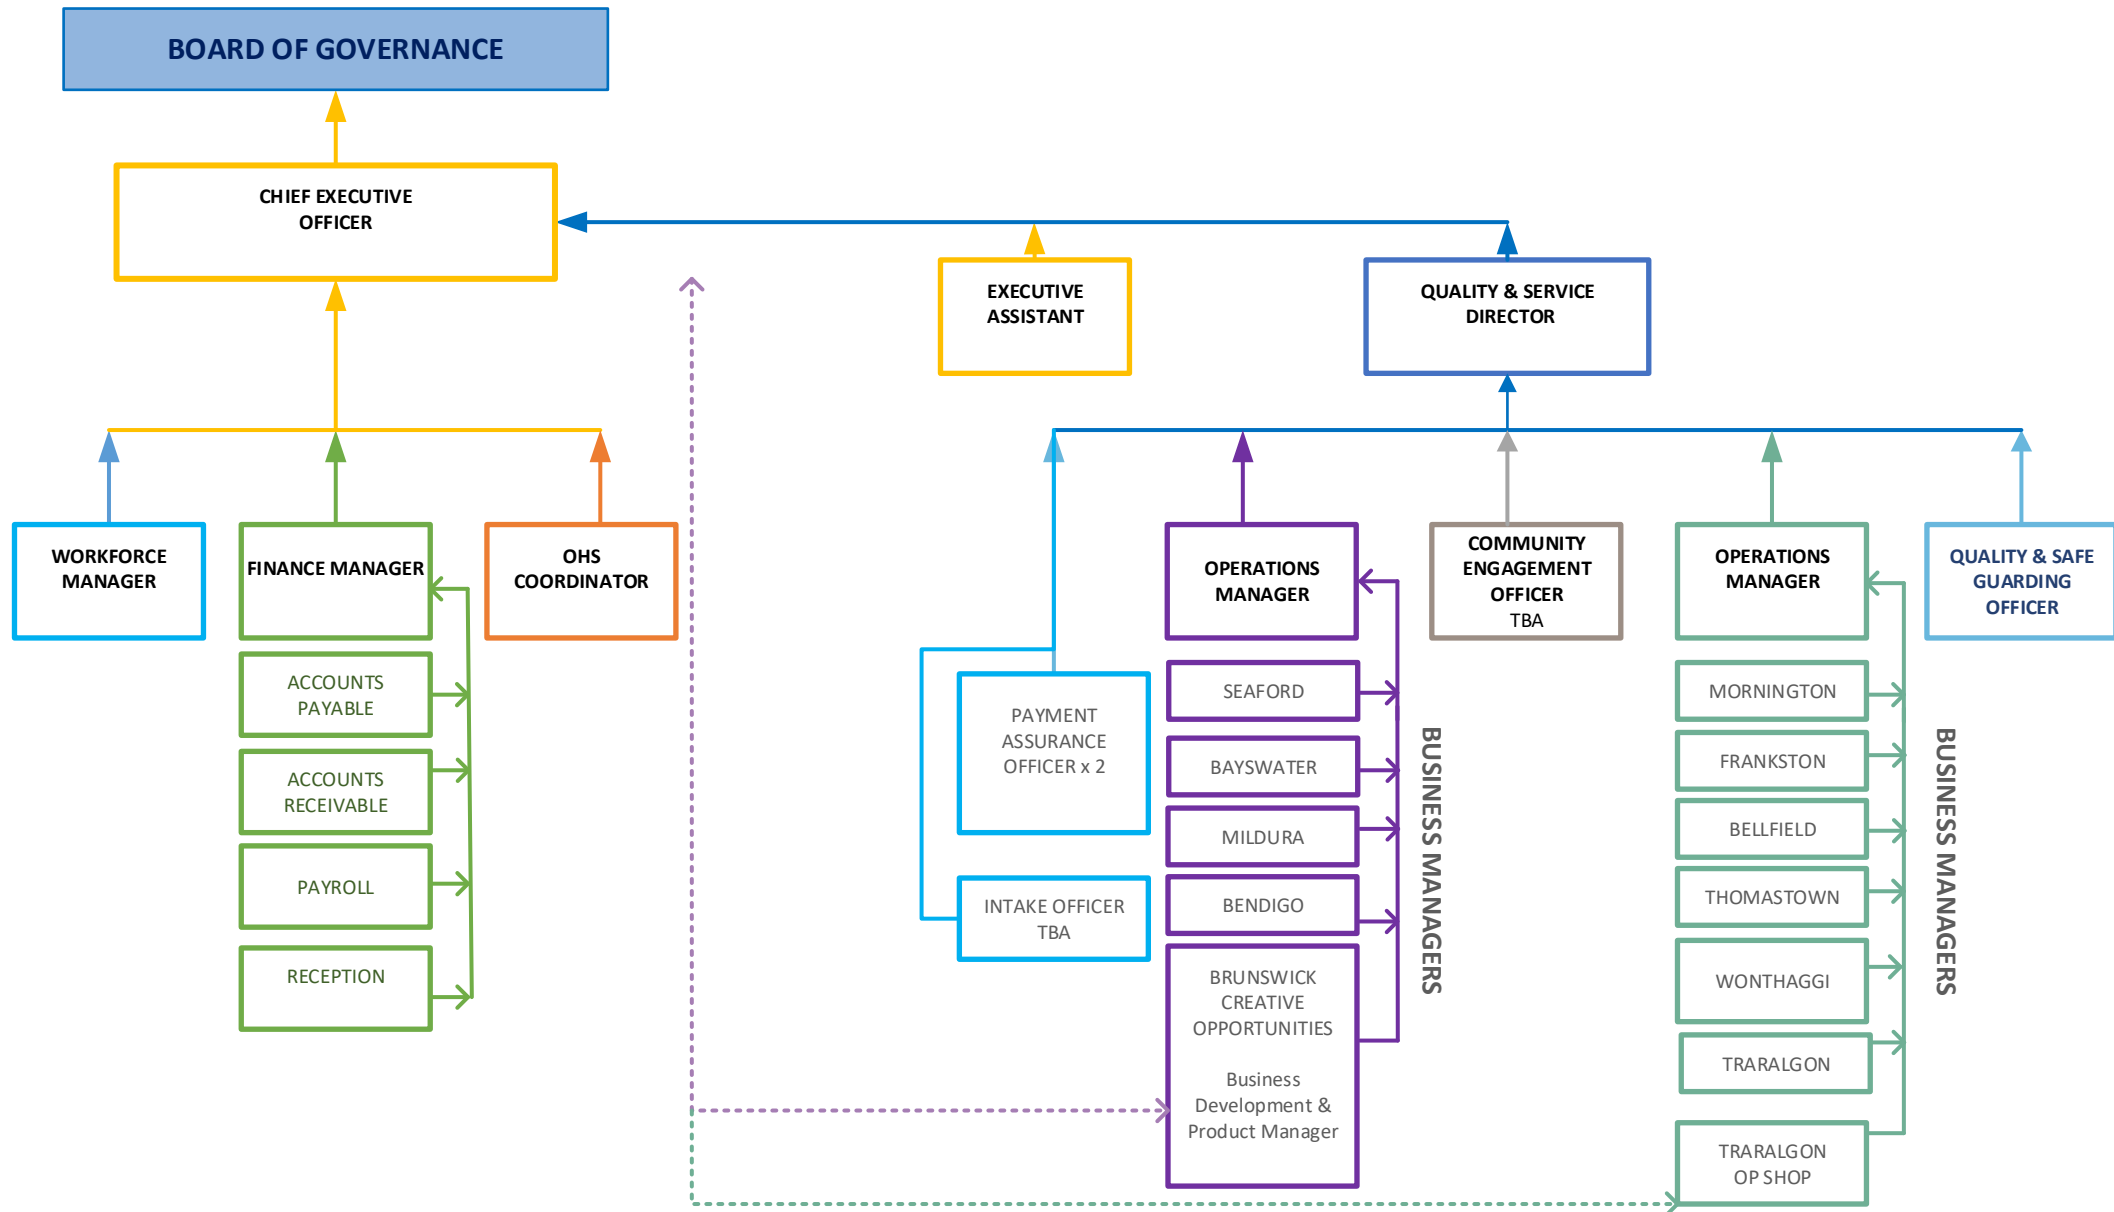 BOARD OF GOVERNANCE
CHIEF EXECUTIVE
OFFICER
EXECUTIVE
ASSISTANT
QUALITY & SERVICE
DIRECTOR
WORKFORCE
MANAGER
FINANCE MANAGER
OHS
COORDINATOR
ACCOUNTS
PAYABLE
ACCOUNTS
RECEIVABLE
PAYROLL
RECEPTION
PAYMENT
ASSURANCE
OFFICER x 2
INTAKE OFFICER
TBA
OPERATIONS
MANAGER
SEAFORD
BAYSWATER
MILDURA
BENDIGO
BRUNSWICK
CREATIVE
OPPORTUNITIES
Business
Development &
Product Manager
BUSINESS MANAGERS
COMMUNITY
ENGAGEMENT
OFFICER
TBA
OPERATIONS
MANAGER
MORNINGTON
FRANKSTON
BELLFIELD
THOMASTOWN
WONTHAGGI
TRARALGON
TRARALGON
OP SHOP
BUSINESS MANAGERS
QUALITY & SAFE
GUARDING
OFFICER